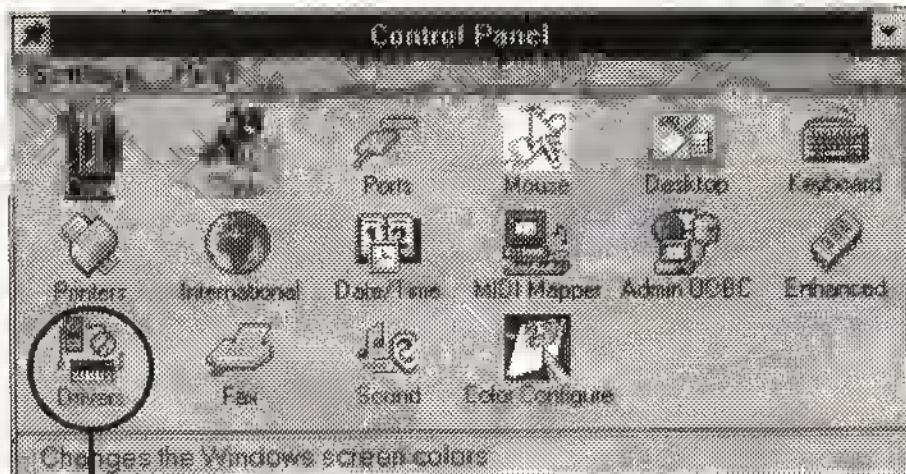 Control Panel
Ports Mouse Desktop Keyboard
Printers International Date/Time MIDI Mapper Admin ODBC Enhanced
Drivers Fax Sound Color Configure
Changes the Windows screen colors